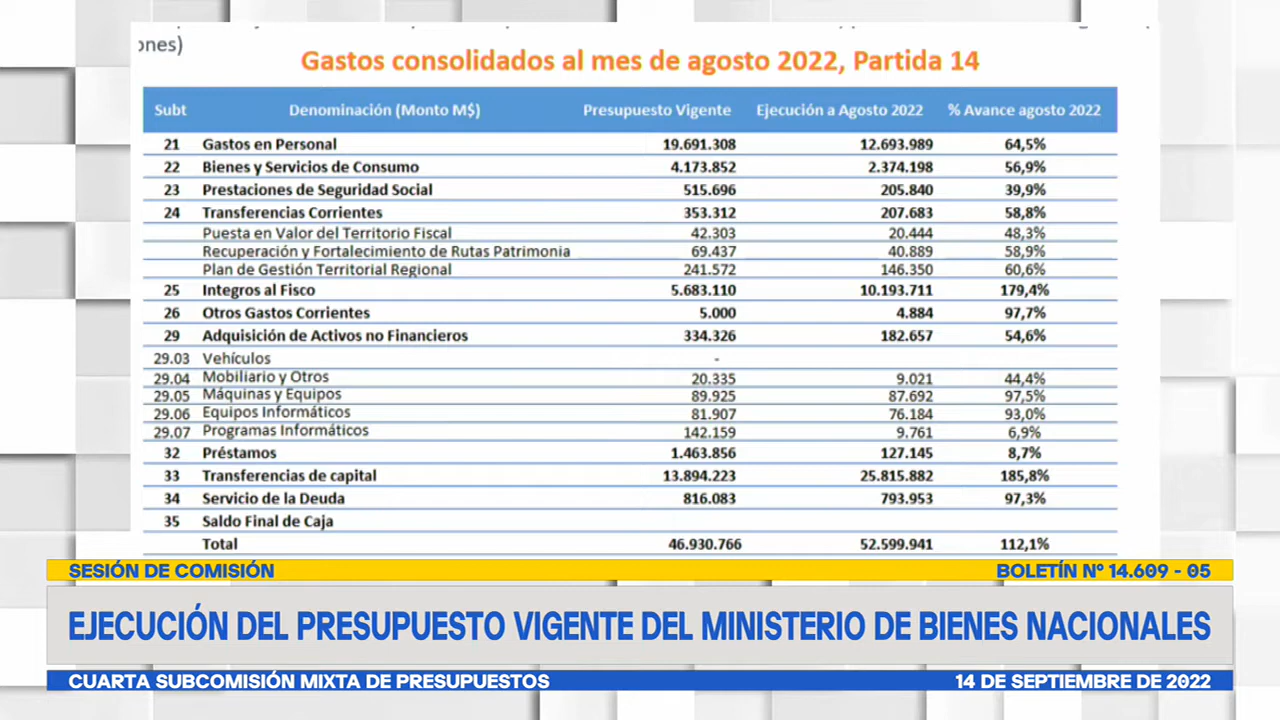 ones)
Gastos consolidados al mes de agosto 2022, Partida 14
Subt Denominación (Monto M$) Presupuesto Vigente Ejecución a Agosto 2022 % Avance agosto 2022
21 Gastos en Personal 19.691.308 12.693.989 64,5%
22 Bienes y Servicios de Consumo 4.173.852 2.374.198 56,9%
23 Prestaciones de Seguridad Social 515.696 205.840 39,9%
24 Transferencias Corrientes 353.312 207.683 58,8%
Puesta en Valor del Territorio Fiscal 42.303 20.444 48,3%
Recuperación y Fortalecimiento de Rutas Patrimonia 69.437 40.889 58,9%
Plan de Gestión Territorial Regional 241.572 146.350 60,6%
25 Integros al Fisco 5.683.110 10.193.711 179,4%
26 Otros Gastos Corrientes 5.000 4.884 97,7%
29 Adquisición de Activos no Financieros 334.326 182.657 54,6%
29.03 Vehículos -
29.04 Mobiliario y Otros 20.335 9.021 44,4%
29.05 Máquinas y Equipos 89.925 87.692 97,5%
29.06 Equipos Informáticos 81.907 76.184 93,0%
29.07 Programas Informáticos 142.159 9.761 6,9%
32 Préstamos 1.463.856 127.145 8,7%
33 Transferencias de capital 13.894.223 25.815.882 185,8%
34 Servicio de la Deuda 816.083 793.953 97,3%
35 Saldo Final de Caja
Total 46.930.766 52.599.941 112,1%
SESIÓN DE COMISIÓN BOLETÍN Nº 14.609 - 05
EJECUCIÓN DEL PRESUPUESTO VIGENTE DEL MINISTERIO DE BIENES NACIONALES
CUARTA SUBCOMISIÓN MIXTA DE PRESUPUESTOS 14 DE SEPTIEMBRE DE 2022